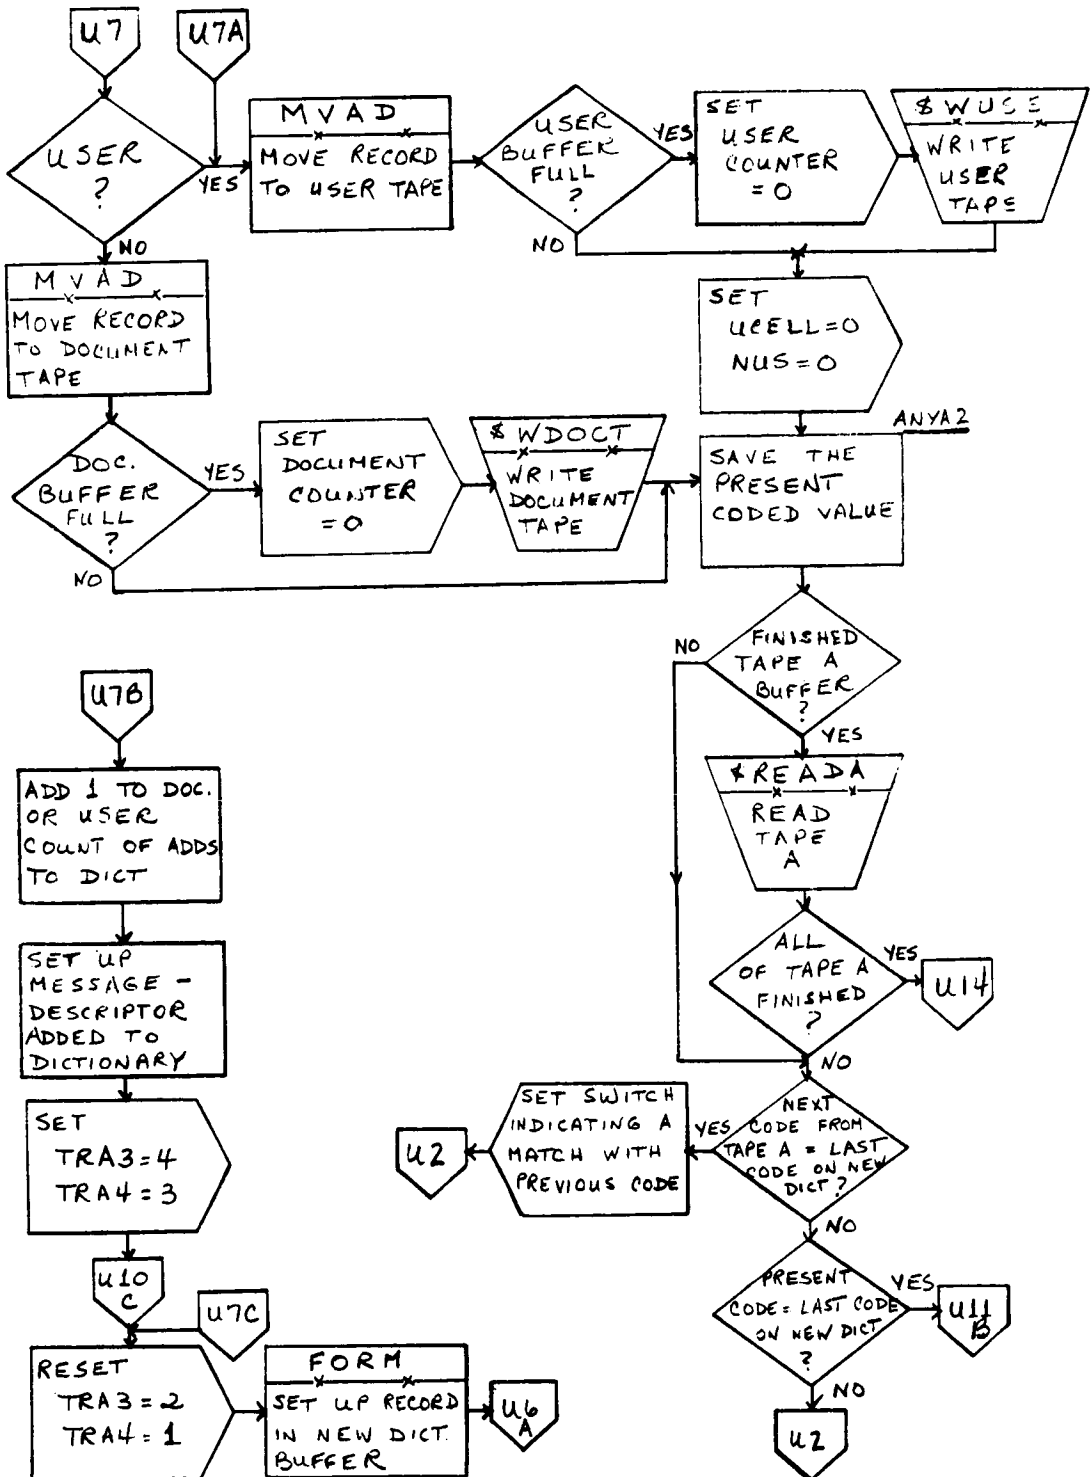 U7
U7A
USER
?
YES
NO
MVAD
MOVE RECORD
TO USER TAPE
USER
BUFFER
FULL
?
YES
NO
SET
USER
COUNTER
=0
$ WUSE
WRITE
USER
TAPE
MVAD
MOVE RECORD
TO DOCUMENT
TAPE
SET
UCELL=0
NUS=0
DOC.
BUFFER
FULL
?
YES
NO
SET
DOCUMENT
COUNTER
=0
$ WDOCT
WRITE
DOCUMENT
TAPE
ANYA2
SAVE THE
PRESENT
CODED VALUE
FINISHED
TAPE A
BUFFER
?
NO
YES
$READA
READ
TAPE
A
ALL
OF TAPE A
FINISHED
?
YES
U14
NO
NEXT
CODE FROM
TAPE A = LAST
CODE ON NEW
DICT?
YES
SET SWITCH
INDICATING A
MATCH WITH
PREVIOUS CODE
U2
NO
PRESENT
CODE=LAST CODE
ON NEW DICT
?
YES
U11
B
NO
U2
U7B
ADD 1 TO DOC.
OR USER
COUNT OF ADDS
TO DICT
SET UP
MESSAGE -
DESCRIPTOR
ADDED TO
DICTIONARY
SET
TRA3=4
TRA4=3
U10
C
U7C
RESET
TRA3=2
TRA4=1
FORM
SET UP RECORD
IN NEW DICT.
BUFFER
U6
A